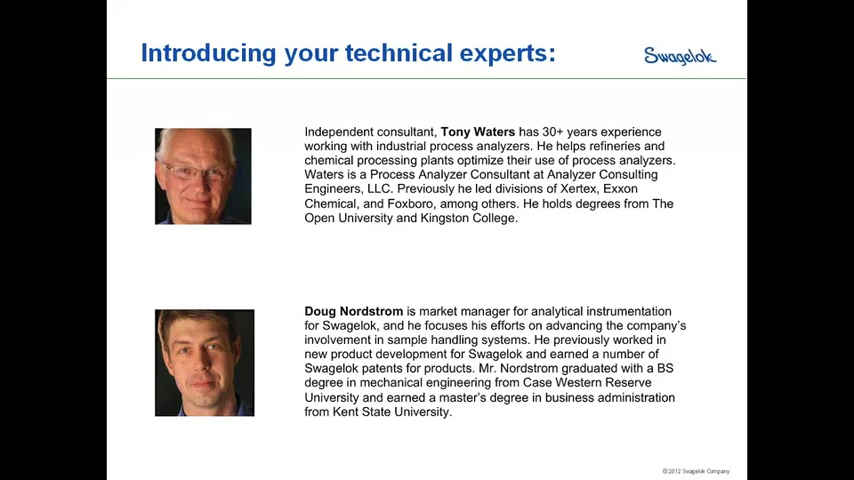 Introducing your technical experts:
Swagelok
Independent consultant, Tony Waters has 30+ years experience
working with industrial process analyzers. He helps refineries and
chemical processing plants optimize their use of process analyzers.
Waters is a Process Analyzer Consultant at Analyzer Consulting
Engineers, LLC. Previously he led divisions of Xertex, Exxon
Chemical, and Foxboro, among others. He holds degrees from The
Open University and Kingston College.
Doug Nordstrom is market manager for analytical instrumentation
for Swagelok, and he focuses his efforts on advancing the company's
involvement in sample handling systems. He previously worked in
new product development for Swagelok and earned a number of
Swagelok patents for products. Mr. Nordstrom graduated with a BS
degree in mechanical engineering from Case Western Reserve
University and earned a master's degree in business administration
from Kent State University.
©2012 Swagelok Company